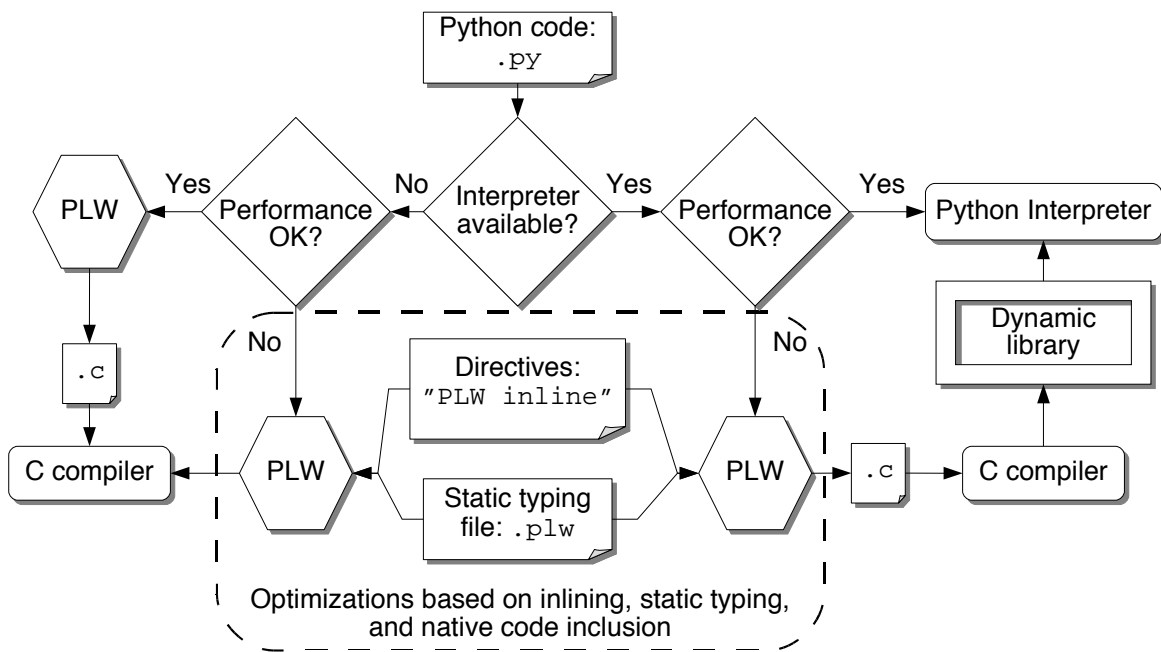 Python code:
.py
Yes
No
Interpreter
available?
Yes
Yes
PLW
Performance
OK?
Performance
OK?
Python Interpreter
No
No
Dynamic
library
.c
Directives:
”PLW inline”
C compiler
PLW
PLW
.c
C compiler
Static typing
file: .plw
Optimizations based on inlining, static typing,
and native code inclusion